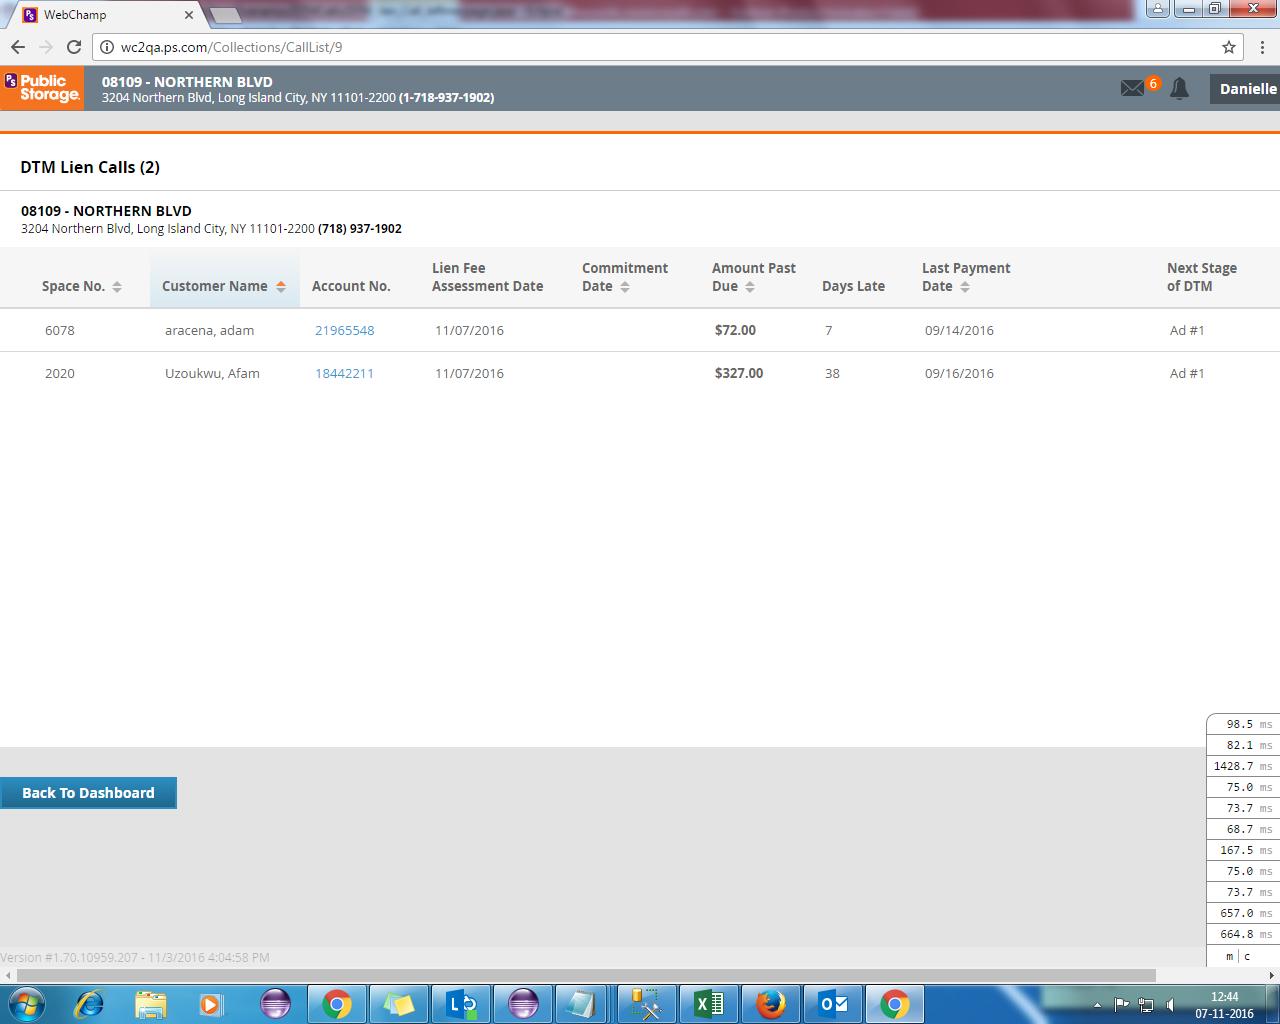 WebChamp
wc2qa.ps.com/Collections/CallList/9
PS Public Storage.
08109 - NORTHERN BLVD
3204 Northern Blvd, Long Island City, NY 11101-2200 (1-718-937-1902)
6
Danielle
DTM Lien Calls (2)
08109 - NORTHERN BLVD
3204 Northern Blvd, Long Island City, NY 11101-2200 (718) 937-1902
Space No. Customer Name Account No. Lien Fee Assessment Date Commitment Date Amount Past Due Days Late Last Payment Date Next Stage of DTM
6078 aracena, adam 21965548 11/07/2016 $72.00 7 09/14/2016 Ad #1
2020 Uzoukwu, Afam 18442211 11/07/2016 $327.00 38 09/16/2016 Ad #1
98.5 ms
82.1 ms
1428.7 ms
75.0 ms
73.7 ms
68.7 ms
167.5 ms
75.0 ms
73.7 ms
657.0 ms
664.8 ms
m c
Back To Dashboard
Version #1.70.10959.207 - 11/3/2016 4:04:58 PM
12:44
07-11-2016